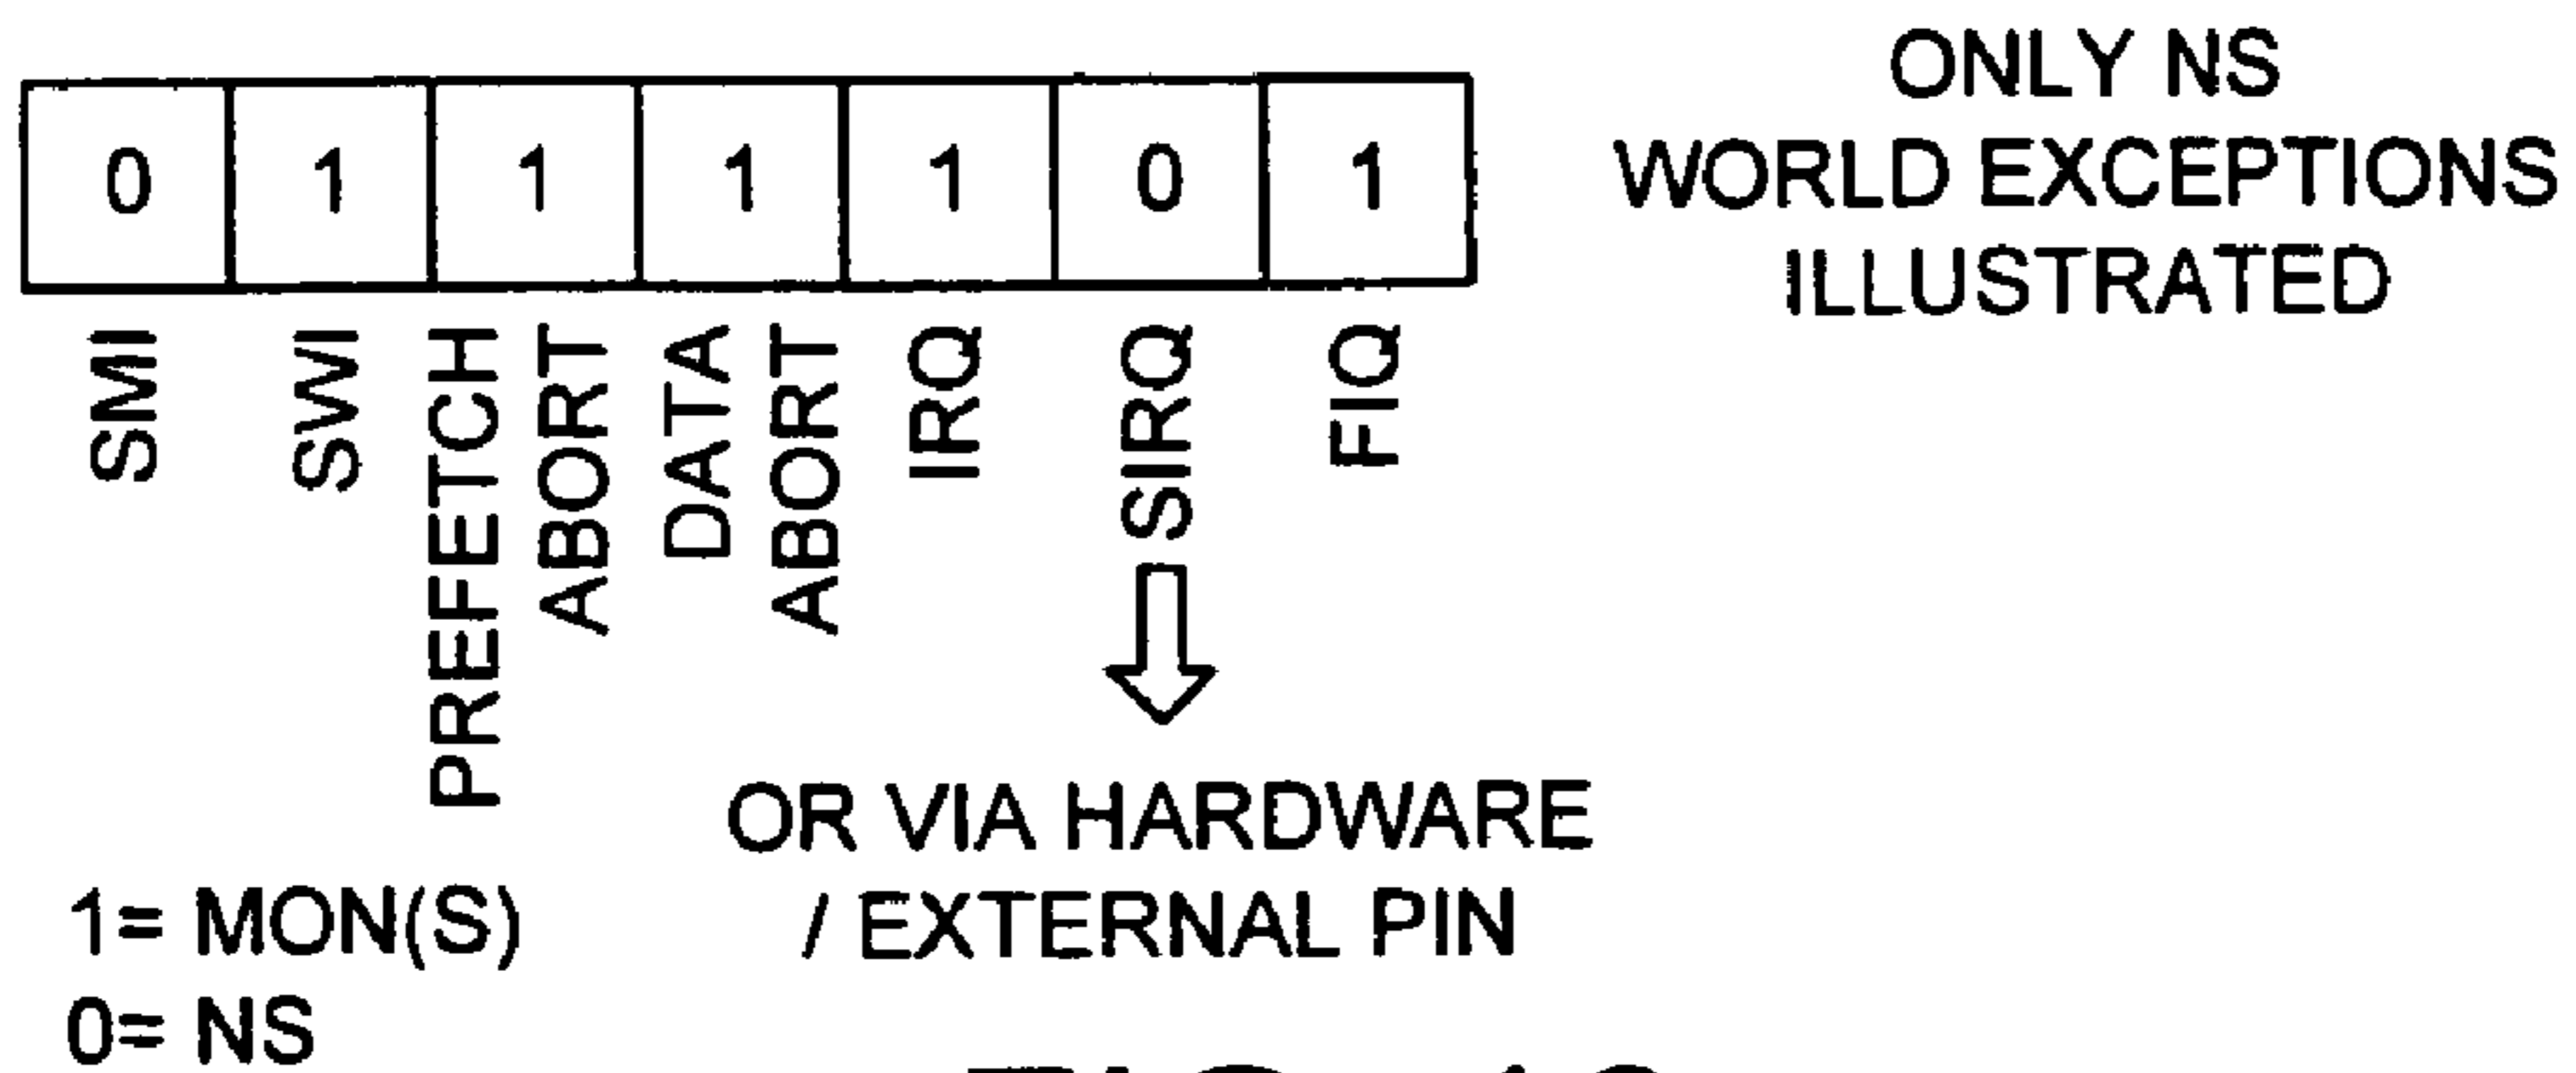 ONLY NS
WORLD EXCEPTIONS
ILLUSTRATED
0 1 1 1 1 0 1
SMI
SWI
PREFETCH
ABORT
DATA
ABORT
IRQ
SIRQ
FIQ
OR VIA HARDWARE
/ EXTERNAL PIN
1= MON(S)
0= NS